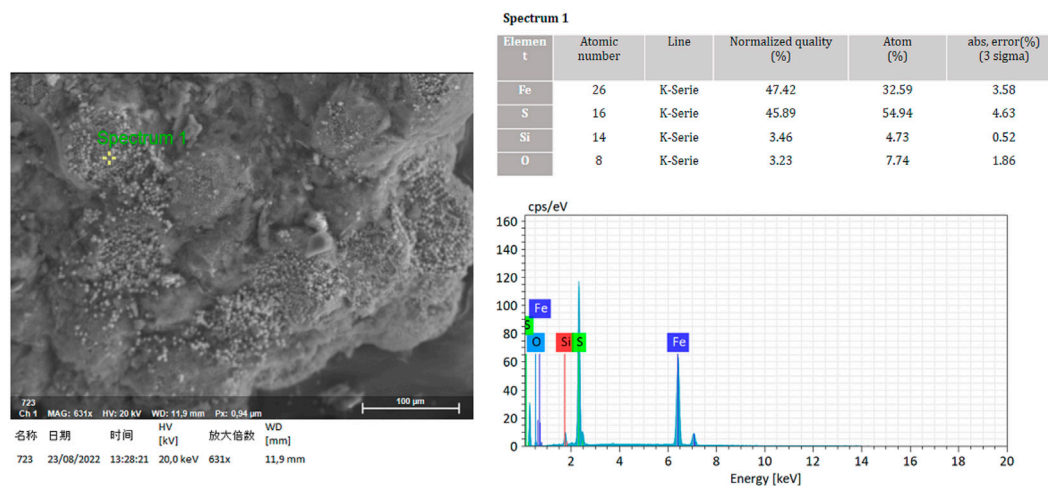 Spectrum 1
Elemen
t
Atomic
number
Line
Normalized quality
(%)
Atom
(%)
abs, error(%)
(3 sigma)
Fe 26 K-Serie 47.42 32.59 3.58
S 16 K-Serie 45.89 54.94 4.63
Si 14 K-Serie 3.46 4.73 0.52
O 8 K-Serie 3.23 7.74 1.86
Spectrum 1
723
Ch 1 MAG: 631x HV: 20 kV WD: 11,9 mm Px: 0,94 µm
100 µm
名称 日期 时间 HV [kV] 放大倍数 WD [mm]
723 23/08/2022 13:28:21 20,0 keV 631x 11,9 mm
cps/eV
160
140
120
100
80
60
40
20
0
Fe
S
O
Si
S
Fe
2 4 6 8 10 12 14 16 18 20
Energy [keV]